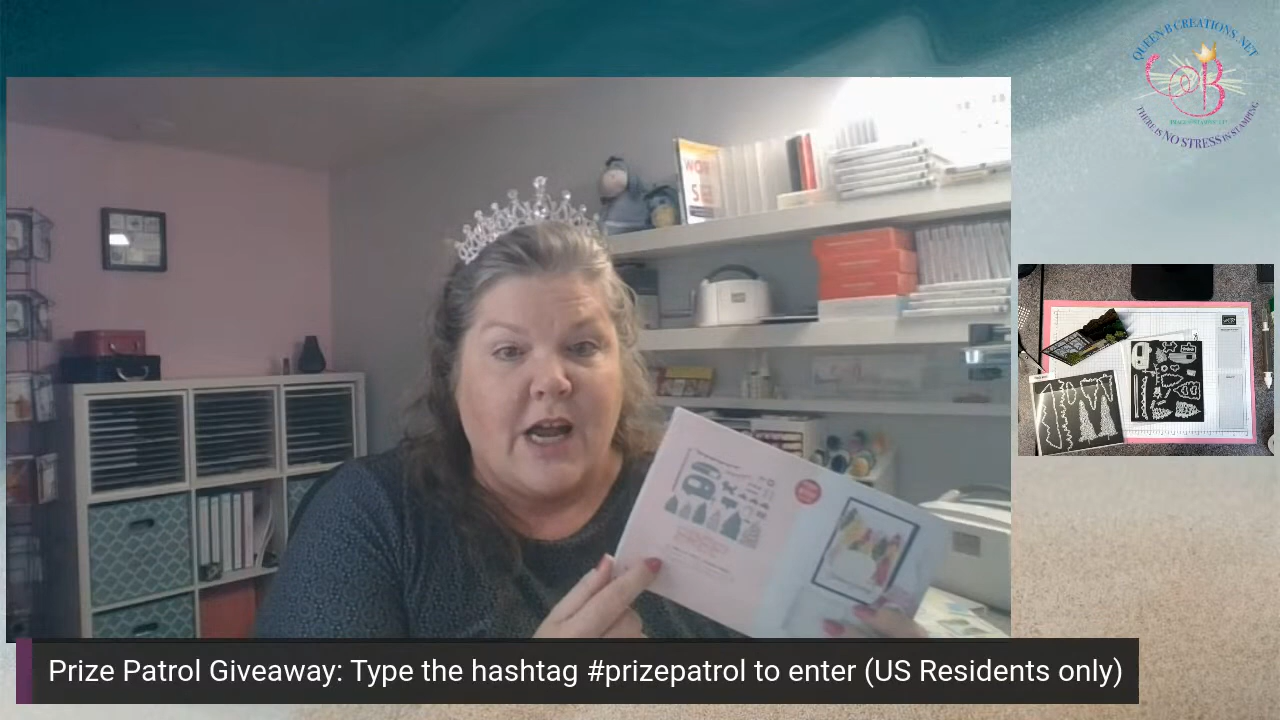 QUEEN B CREATIONS.NET
THERE IS NO STRESS IN STAMPING
Prize Patrol Giveaway: Type the hashtag #prizepatrol to enter (US Residents only)